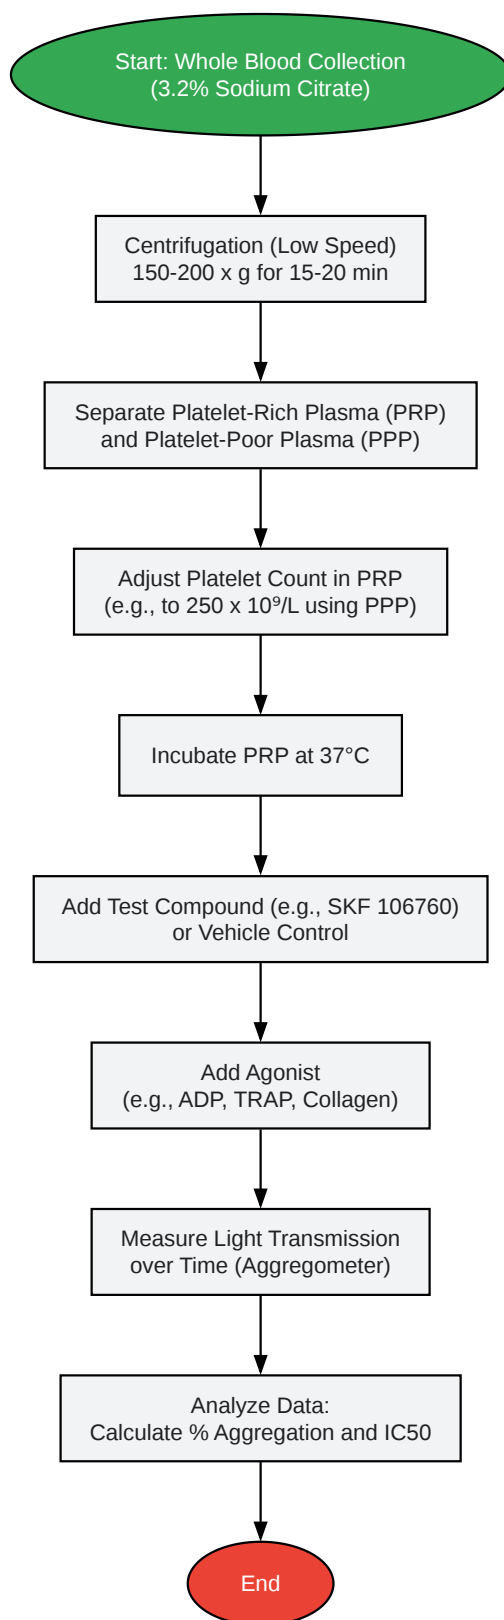 Start: Whole Blood Collection
(3.2% Sodium Citrate)
Centrifugation (Low Speed)
150-200 x g for 15-20 min
Separate Platelet-Rich Plasma (PRP)
and Platelet-Poor Plasma (PPP)
Adjust Platelet Count in PRP
(e.g., to 250 x 10⁹/L using PPP)
Incubate PRP at 37°C
Add Test Compound (e.g., SKF 106760)
or Vehicle Control
Add Agonist
(e.g., ADP, TRAP, Collagen)
Measure Light Transmission
over Time (Aggregometer)
Analyze Data:
Calculate % Aggregation and IC50
End